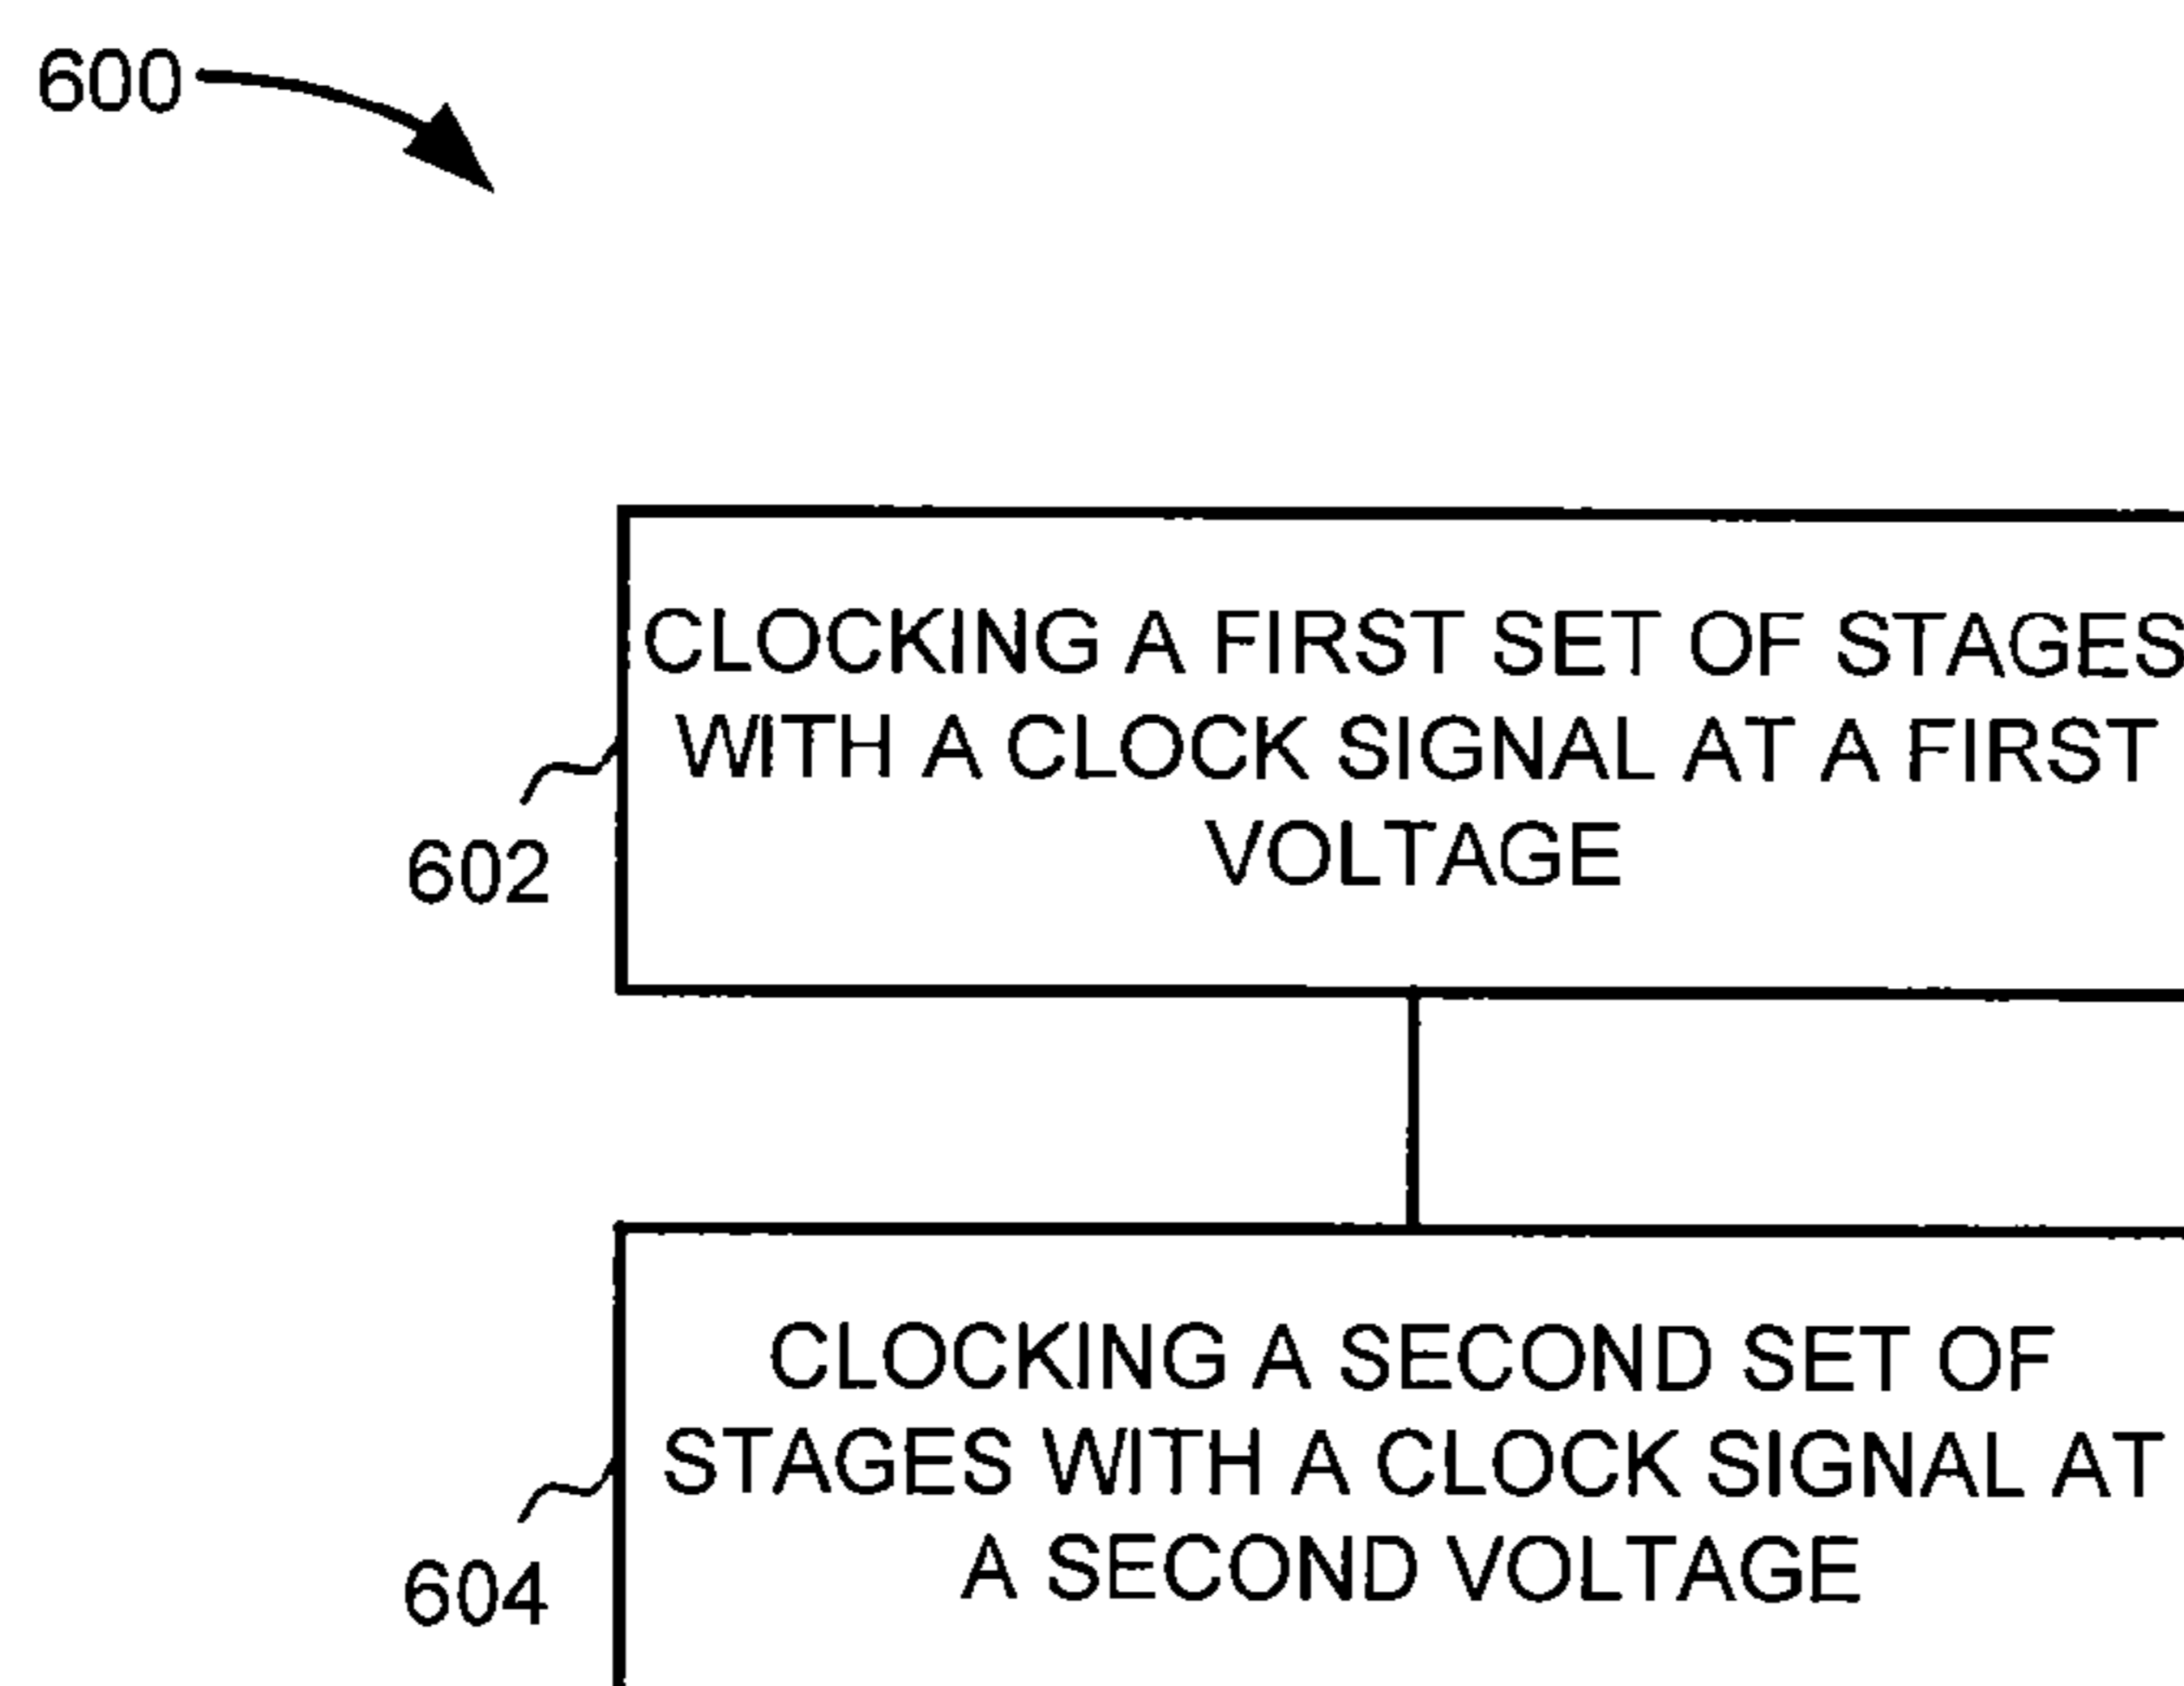 600
CLOCKING A FIRST SET OF STAGES
WITH A CLOCK SIGNAL AT A FIRST
VOLTAGE
602
CLOCKING A SECOND SET OF
STAGES WITH A CLOCK SIGNAL AT
A SECOND VOLTAGE
604